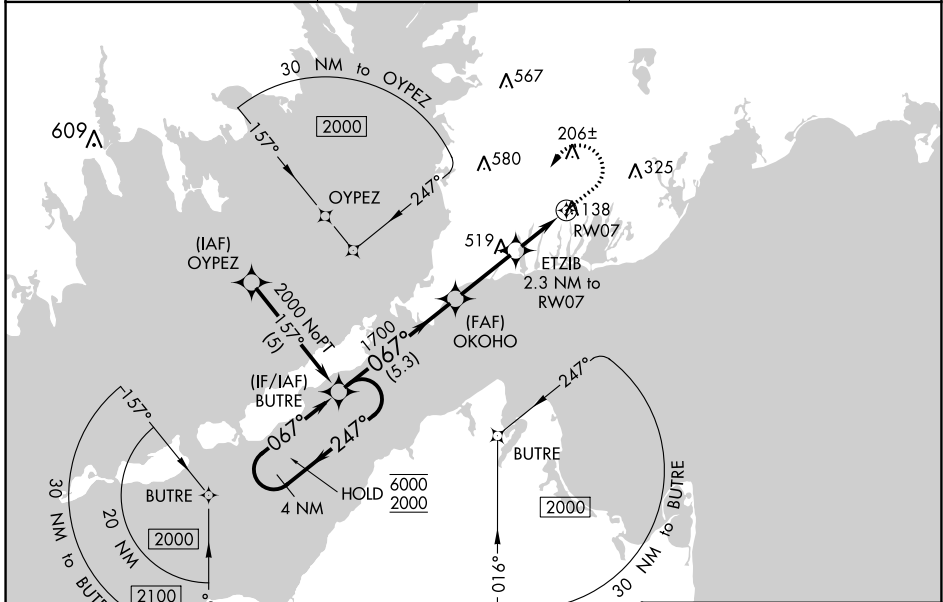 30 NM to OYPEZ
567
2000
609
206±
157°
580
325
247°
OYPEZ
138
RW07
(IAF)
OYPEZ
519
ETZIB
2.3 NM to
RW07
2000 NoPT
157°
(5)
(FAF)
OKOHO
1700
067°
(5.3)
(IF/IAF)
BUTRE
247°
157°
067°
247°
BUTRE
HOLD
6000
2000
4 NM
BUTRE
30 NM to BUTRE
20 NM
2000
2000
2100
016°
30 NM to BUTRE